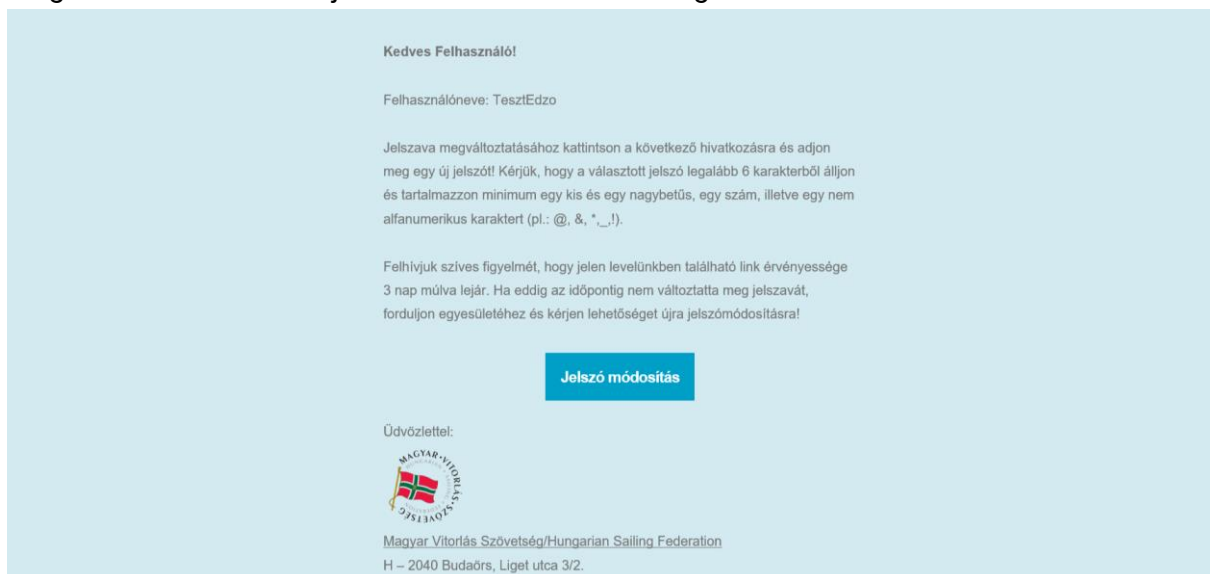 Kedves Felhasználó!
Felhasználóneve: TesztEdzo
Jelszava megváltoztatásához kattintson a következő hivatkozásra és adjon
meg egy új jelszót! Kérjük, hogy a választott jelszó legalább 6 karakterből álljon
és tartalmazzon minimum egy kis és egy nagybetűs, egy szám, illetve egy nem
alfanumerikus karaktert (pl.: @, &, *,_,!).
Felhívjuk szíves figyelmét, hogy jelen levelünkben található link érvényessége
3 nap múlva lejár. Ha eddig az időpontig nem változtatta meg jelszavát,
forduljon egyesületéhez és kérjen lehetőséget újra jelszómódosításra!
Jelszó módosítás
Üdvözlettel:
MAGYAR·VITORLÁS·SZÖVETSÉG
Magyar Vitorlás Szövetség/Hungarian Sailing Federation
H – 2040 Budaörs, Liget utca 3/2.